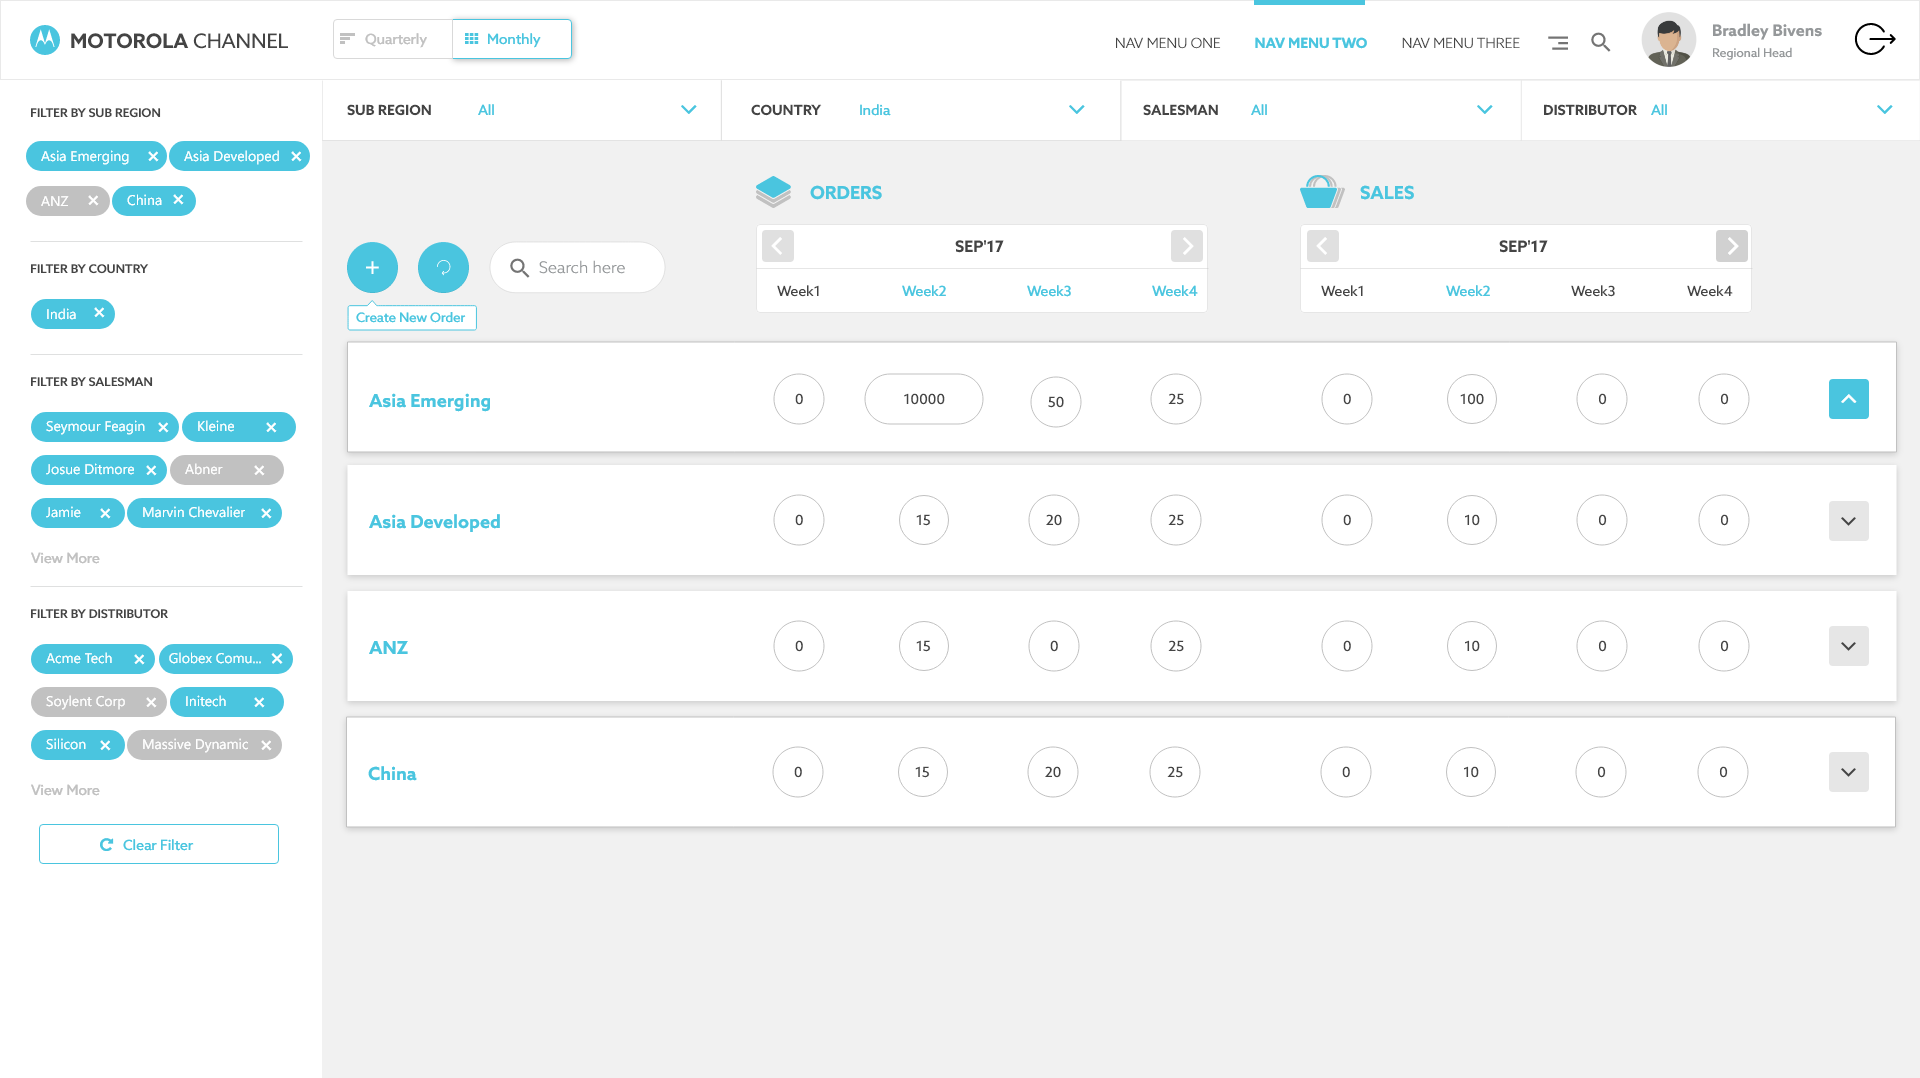 MOTOROLA CHANNEL
Quarterly
Monthly
NAV MENU ONE
NAV MENU TWO
NAV MENU THREE
Bradley Bivens
Regional Head
FILTER BY SUB REGION
Asia Emerging
Asia Developed
ANZ
China
FILTER BY COUNTRY
India
FILTER BY SALESMAN
Seymour Feagin
Kleine
Josue Ditmore
Abner
Jamie
Marvin Chevalier
View More
FILTER BY DISTRIBUTOR
Acme Tech
Globex Comu...
Soylent Corp
Initech
Silicon
Massive Dynamic
View More
Clear Filter
SUB REGION All
COUNTRY India
SALESMAN All
DISTRIBUTOR All
Search here
Create New Order
ORDERS
SEP'17
Week1 Week2 Week3 Week4
SALES
SEP'17
Week1 Week2 Week3 Week4
Asia Emerging 0 10000 50 25 0 100 0 0
Asia Developed 0 15 20 25 0 10 0 0
ANZ 0 15 0 25 0 10 0 0
China 0 15 20 25 0 10 0 0